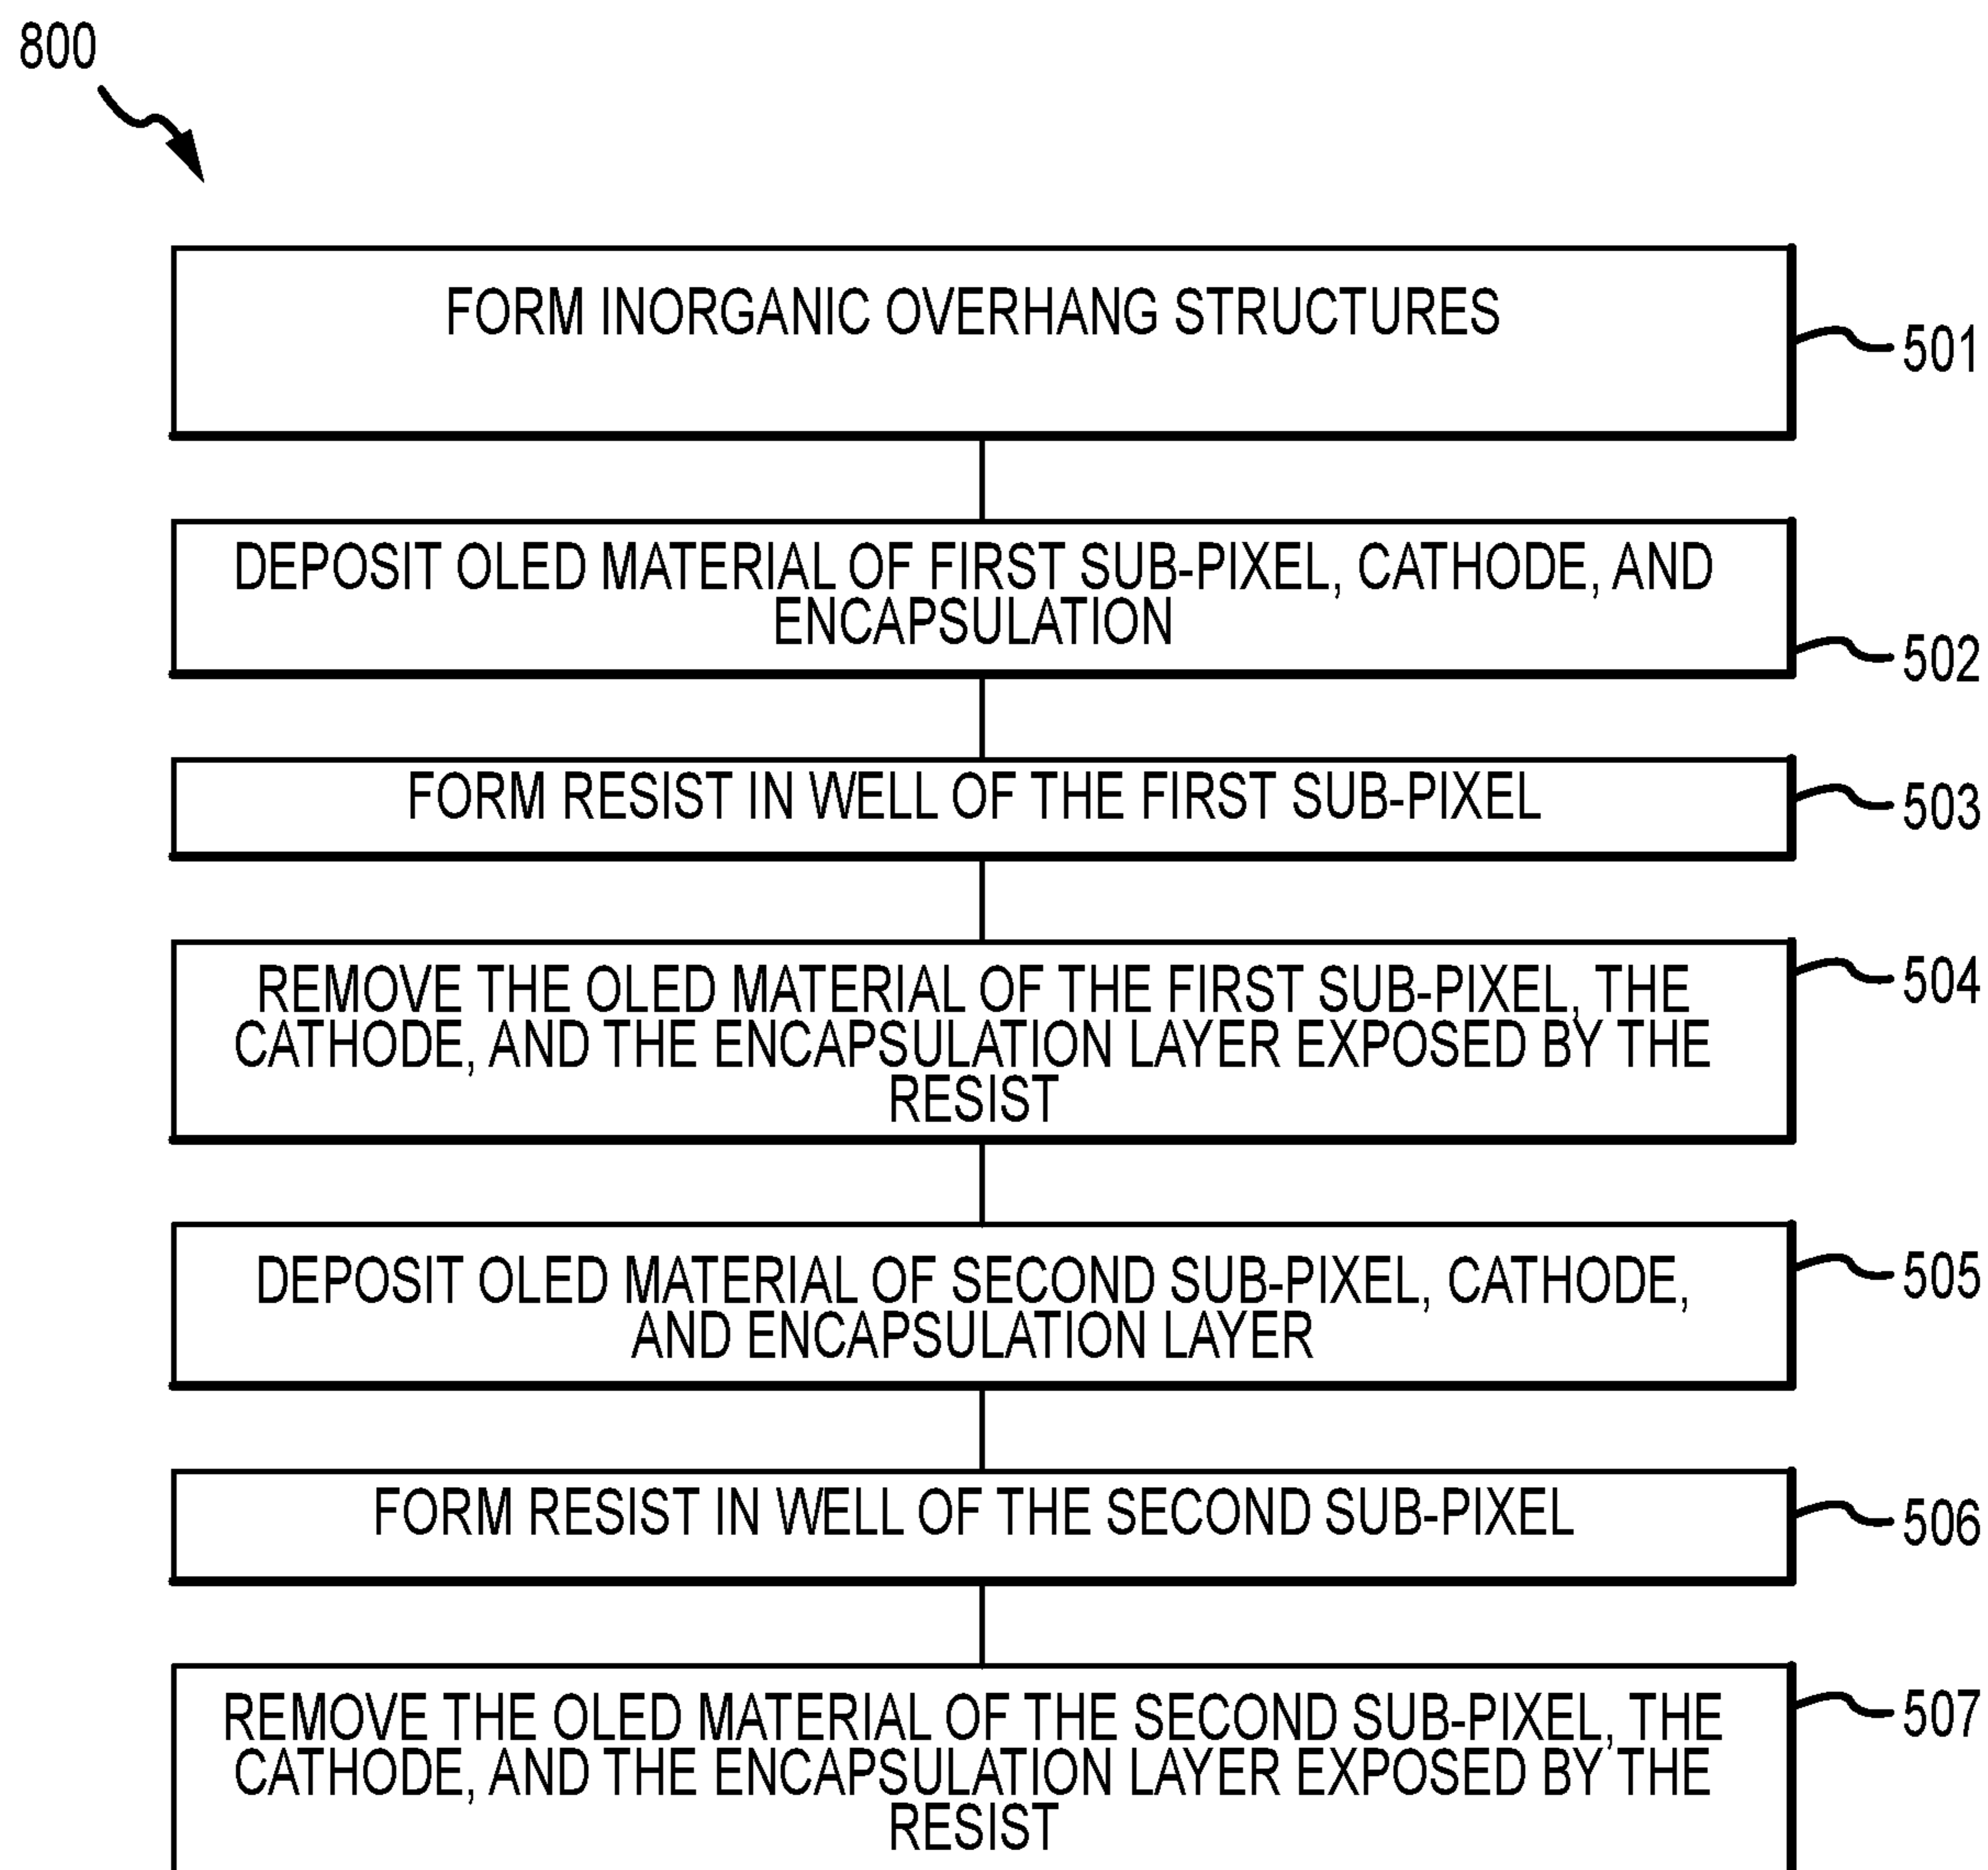 800
FORM INORGANIC OVERHANG STRUCTURES
501
DEPOSIT OLED MATERIAL OF FIRST SUB-PIXEL, CATHODE, AND
ENCAPSULATION
502
FORM RESIST IN WELL OF THE FIRST SUB-PIXEL
503
REMOVE THE OLED MATERIAL OF THE FIRST SUB-PIXEL, THE
CATHODE, AND THE ENCAPSULATION LAYER EXPOSED BY THE
RESIST
504
DEPOSIT OLED MATERIAL OF SECOND SUB-PIXEL, CATHODE,
AND ENCAPSULATION LAYER
505
FORM RESIST IN WELL OF THE SECOND SUB-PIXEL
506
REMOVE THE OLED MATERIAL OF THE SECOND SUB-PIXEL, THE
CATHODE, AND THE ENCAPSULATION LAYER EXPOSED BY THE
RESIST
507